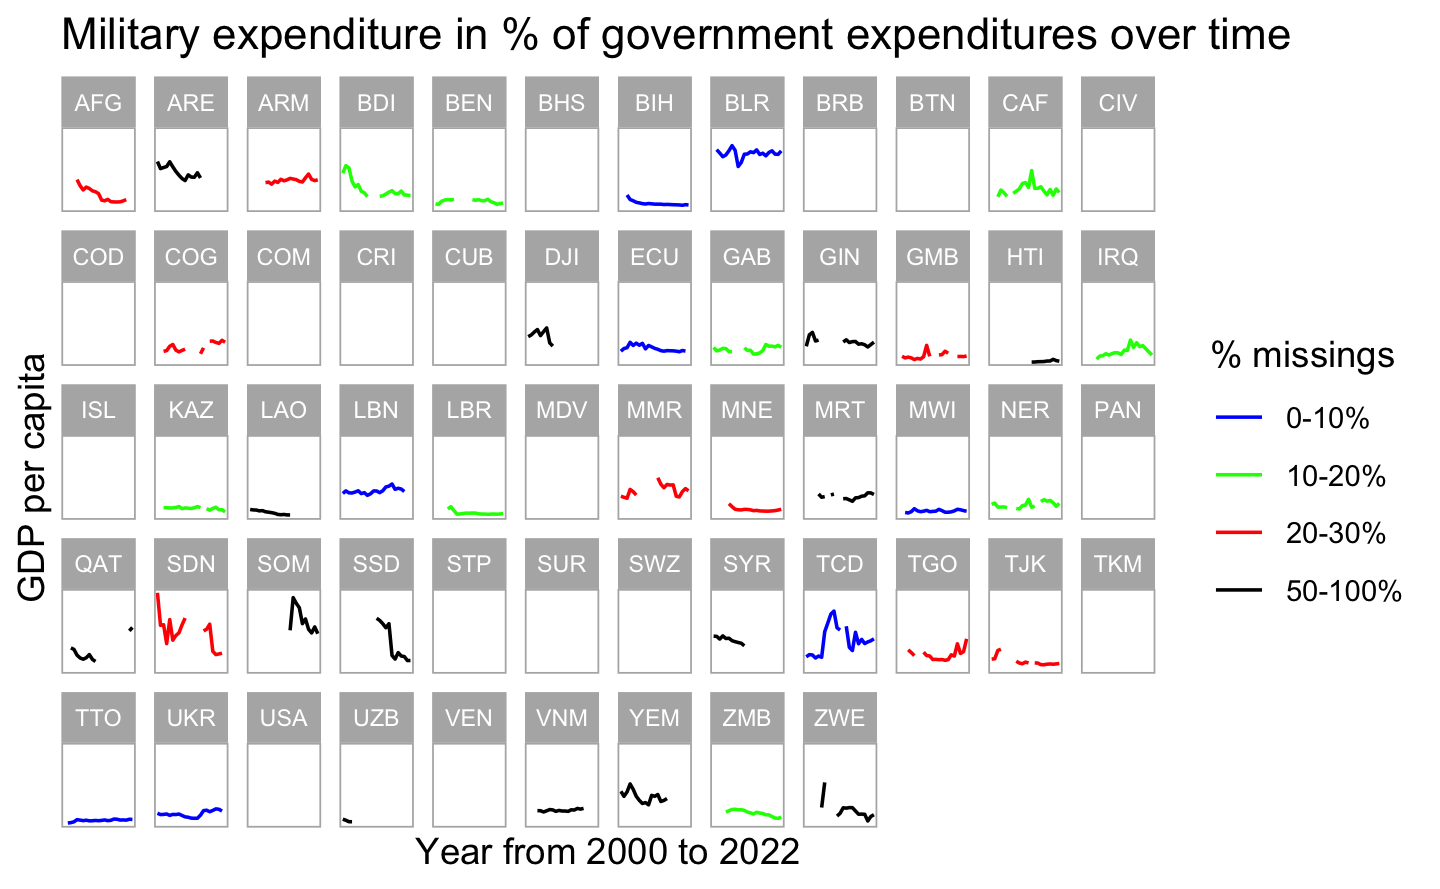 Military expenditure in % of government expenditures over time
AFG ARE ARM BDI BEN BHS BIH BLR BRB BTN CAF CIV
COD COG COM CRI CUB DJI ECU GAB GIN GMB HTI IRQ
ISL KAZ LAO LBN LBR MDV MMR MNE MRT MWI NER PAN
QAT SDN SOM SSD STP SUR SWZ SYR TCD TGO TJK TKM
TTO UKR USA UZB VEN VNM YEM ZMB ZWE
GDP per capita
Year from 2000 to 2022
% missings
0-10%
10-20%
20-30%
50-100%